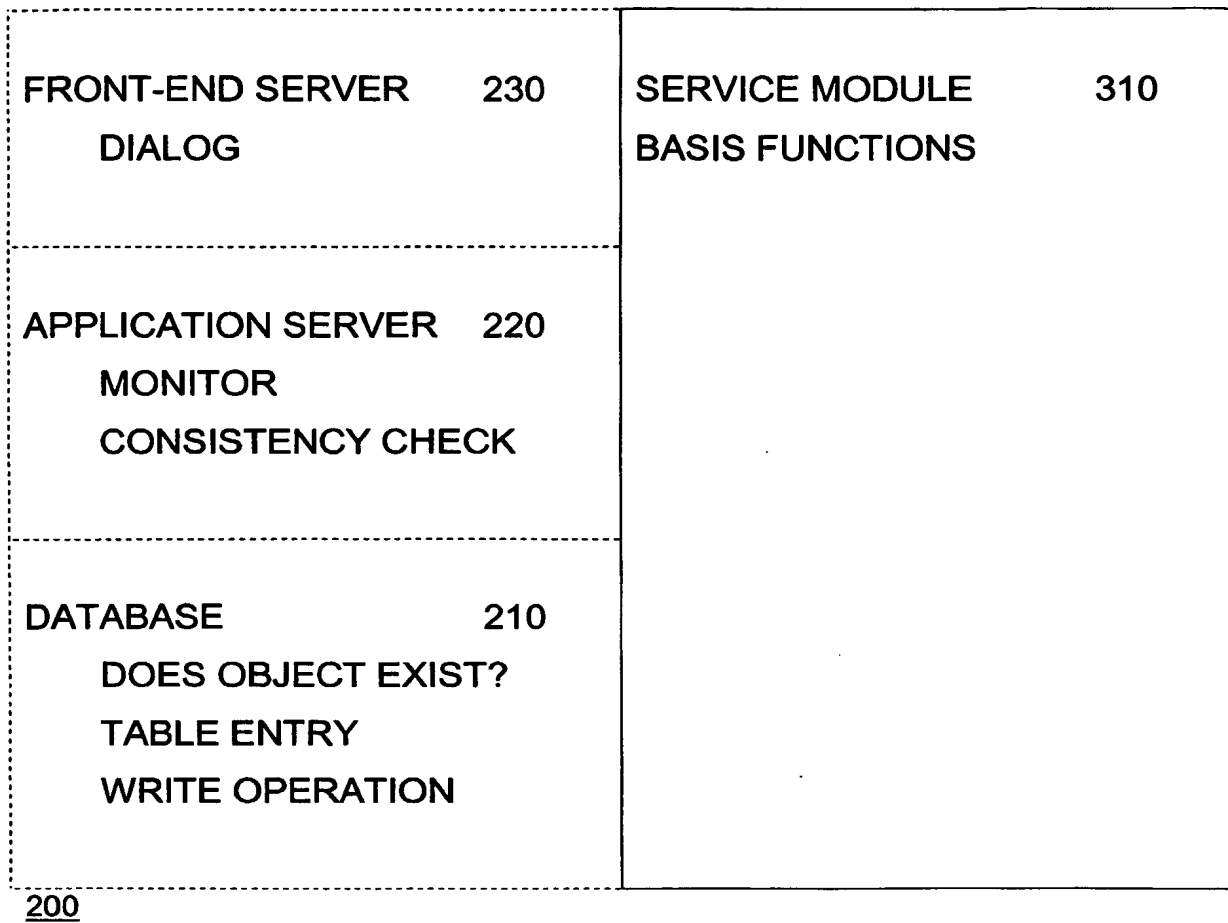 FRONT-END SERVER 230
DIALOG
APPLICATION SERVER 220
MONITOR
CONSISTENCY CHECK
DATABASE 210
DOES OBJECT EXIST?
TABLE ENTRY
WRITE OPERATION
SERVICE MODULE 310
BASIS FUNCTIONS
200